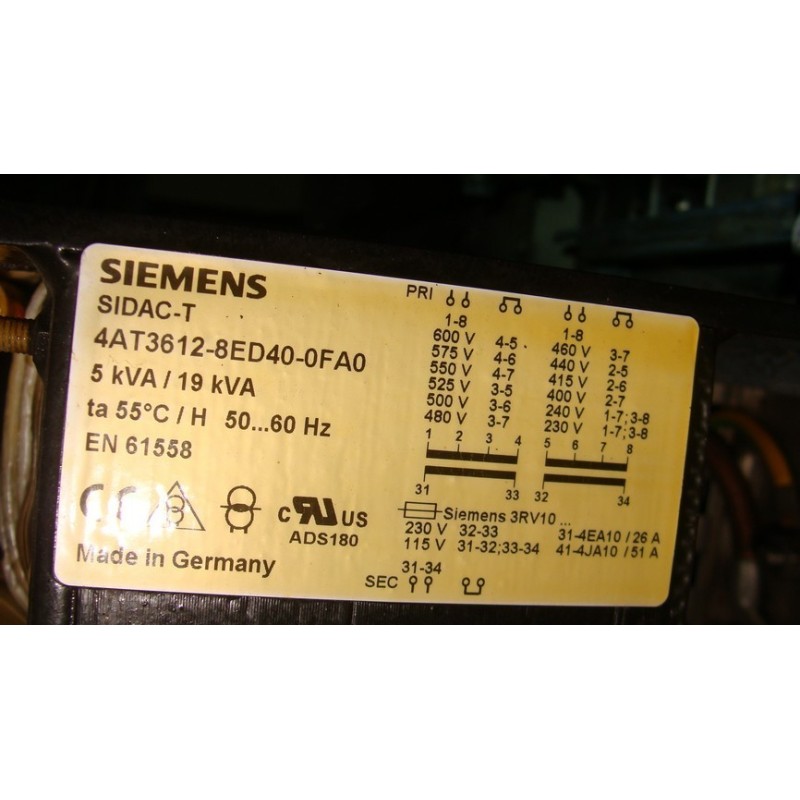 SIEMENS
SIDAC-T
4AT3612-8ED40-0FA0
5 kVA / 19 kVA
ta 55°C / H 50...60 Hz
EN 61558
CE
c RU US
ADS180
Made in Germany
PRI
1-8
600 V 4-5
575 V 4-6
550 V 4-7
525 V 3-5
500 V 3-6
480 V 3-7
1-8
460 V 3-7
440 V 2-5
415 V 2-6
400 V 2-7
240 V 1-7;3-8
230 V 1-7;3-8
1 2 3 4 5 6 7 8
31 33 32 34
Siemens 3RV10 ...
230 V 32-33 31-4EA10 / 26 A
115 V 31-32;33-34 41-4JA10 / 51 A
31-34
SEC